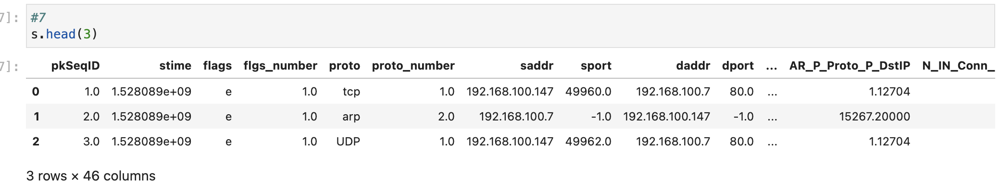 7]:
#7
s.head(3)
7]:
pkSeqID stime flags flgs_number proto proto_number saddr sport daddr dport ... AR_P_Proto_P_DstIP N_IN_Conn_
0 1.0 1.528089e+09 e 1.0 tcp 1.0 192.168.100.147 49960.0 192.168.100.7 80.0 ... 1.12704
1 2.0 1.528089e+09 e 1.0 arp 2.0 192.168.100.7 -1.0 192.168.100.147 -1.0 ... 15267.20000
2 3.0 1.528089e+09 e 1.0 UDP 1.0 192.168.100.147 49962.0 192.168.100.7 80.0 ... 1.12704
3 rows × 46 columns